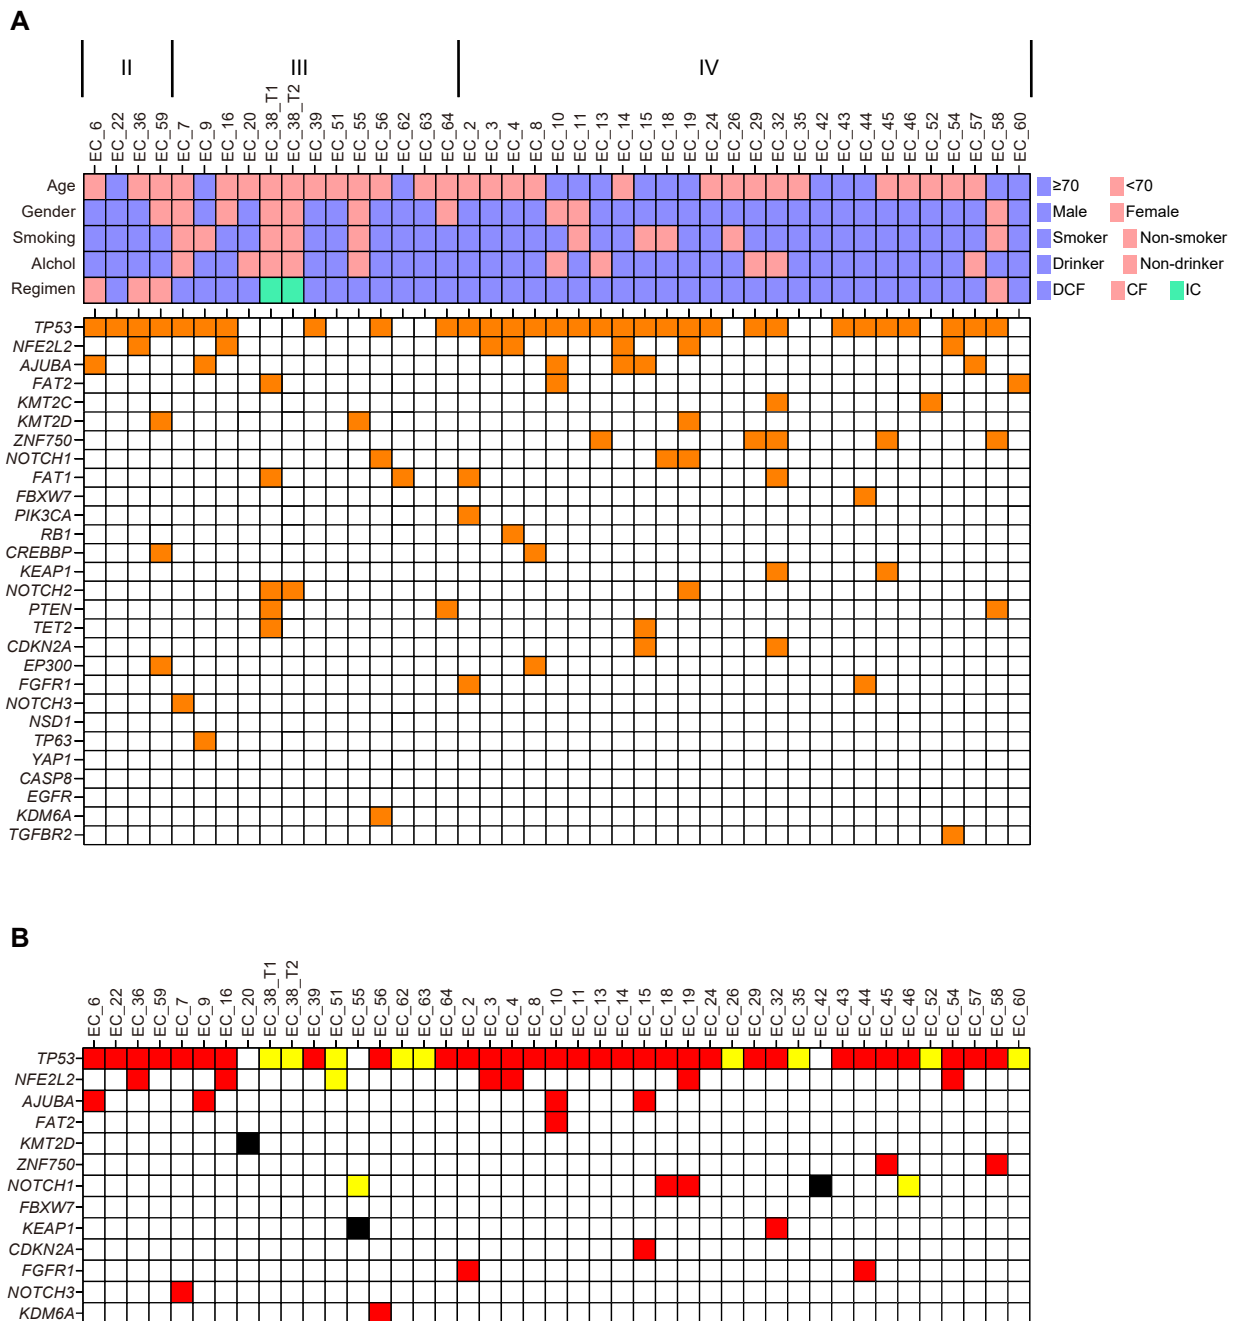 A
II III IV
EC_6 EC_22 EC_36 EC_59 EC_7 EC_9 EC_16 EC_20 EC_38_T1 EC_38_T2 EC_39 EC_51 EC_55 EC_56 EC_62 EC_63 EC_64 EC_2 EC_3 EC_4 EC_8 EC_10 EC_11 EC_13 EC_14 EC_15 EC_18 EC_19 EC_24 EC_26 EC_29 EC_32 EC_35 EC_42 EC_43 EC_44 EC_45 EC_46 EC_52 EC_54 EC_57 EC_58 EC_60
Age ≥70 <70
Gender Male Female
Smoking Smoker Non-smoker
Alchol Drinker Non-drinker
Regimen DCF CF IC
TP53
NFE2L2
AJUBA
FAT2
KMT2C
KMT2D
ZNF750
NOTCH1
FAT1
FBXW7
PIK3CA
RB1
CREBBP
KEAP1
NOTCH2
PTEN
TET2
CDKN2A
EP300
FGFR1
NOTCH3
NSD1
TP63
YAP1
CASP8
EGFR
KDM6A
TGFBR2
B
EC_6 EC_22 EC_36 EC_59 EC_7 EC_9 EC_16 EC_20 EC_38_T1 EC_38_T2 EC_39 EC_51 EC_55 EC_56 EC_62 EC_63 EC_64 EC_2 EC_3 EC_4 EC_8 EC_10 EC_11 EC_13 EC_14 EC_15 EC_18 EC_19 EC_24 EC_26 EC_29 EC_32 EC_35 EC_42 EC_43 EC_44 EC_45 EC_46 EC_52 EC_54 EC_57 EC_58 EC_60
TP53
NFE2L2
AJUBA
FAT2
KMT2D
ZNF750
NOTCH1
FBXW7
KEAP1
CDKN2A
FGFR1
NOTCH3
KDM6A